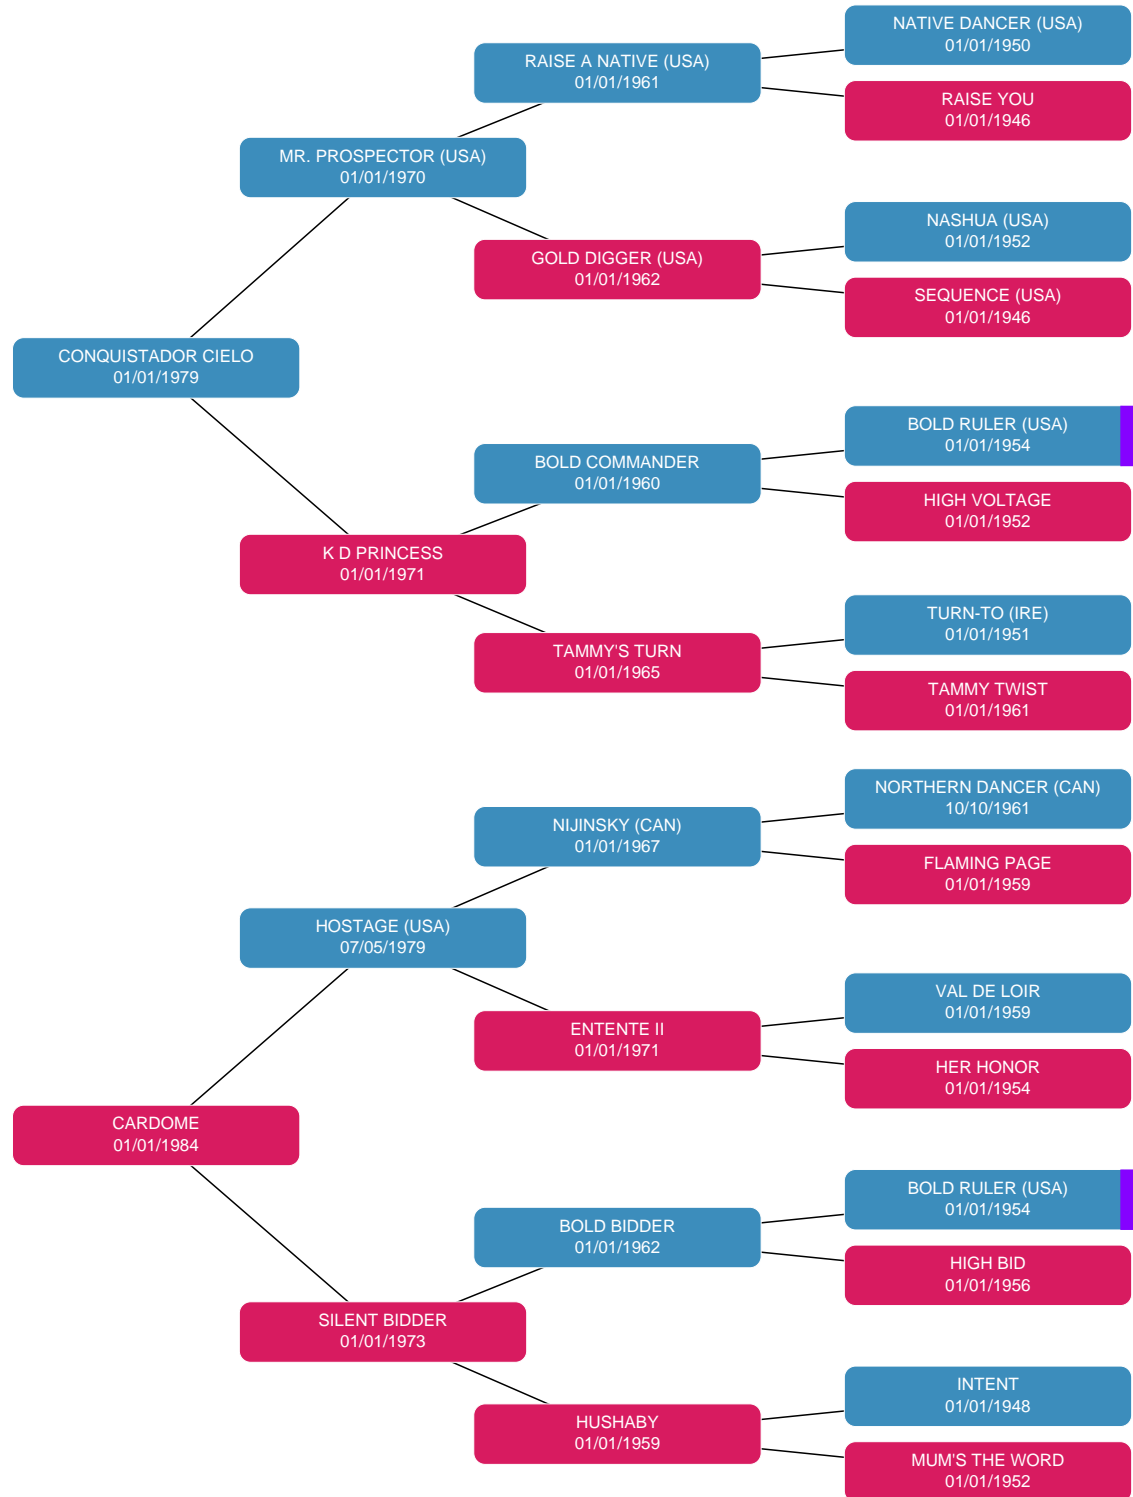 NATIVE DANCER (USA)
01/01/1950
RAISE A NATIVE (USA)
01/01/1961
RAISE YOU
01/01/1946
MR. PROSPECTOR (USA)
01/01/1970
NASHUA (USA)
01/01/1952
GOLD DIGGER (USA)
01/01/1962
SEQUENCE (USA)
01/01/1946
CONQUISTADOR CIELO
01/01/1979
BOLD RULER (USA)
01/01/1954
BOLD COMMANDER
01/01/1960
HIGH VOLTAGE
01/01/1952
K D PRINCESS
01/01/1971
TURN-TO (IRE)
01/01/1951
TAMMY'S TURN
01/01/1965
TAMMY TWIST
01/01/1961
NORTHERN DANCER (CAN)
10/10/1961
NIJINSKY (CAN)
01/01/1967
FLAMING PAGE
01/01/1959
HOSTAGE (USA)
07/05/1979
VAL DE LOIR
01/01/1959
ENTENTE II
01/01/1971
HER HONOR
01/01/1954
CARDOME
01/01/1984
BOLD RULER (USA)
01/01/1954
BOLD BIDDER
01/01/1962
HIGH BID
01/01/1956
SILENT BIDDER
01/01/1973
INTENT
01/01/1948
HUSHABY
01/01/1959
MUM'S THE WORD
01/01/1952